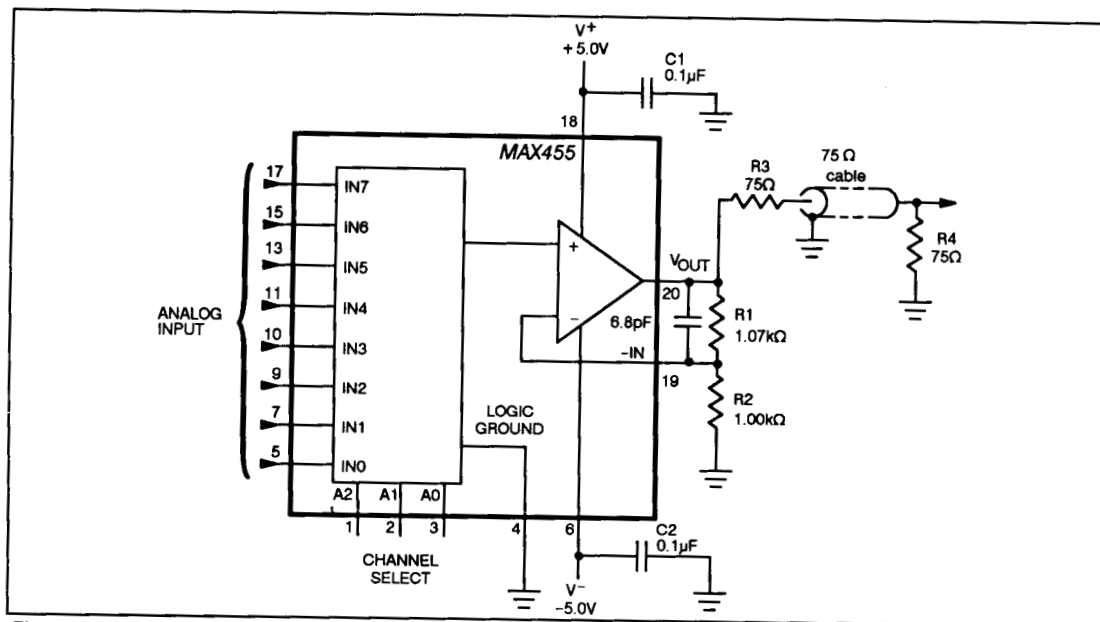 V+
+5.0V
C1
0.1µF
18
MAX455
R3
75Ω
75 Ω
cable
R4
75Ω
ANALOG
INPUT
17
IN7
15
IN6
13
IN5
11
IN4
10
IN3
9
IN2
7
IN1
5
IN0
+
−
VOUT
20
6.8pF
R1
1.07kΩ
-IN
19
R2
1.00kΩ
LOGIC
GROUND
A2
A1
A0
1
2
3
4
6
CHANNEL
SELECT
C2
0.1µF
V−
−5.0V